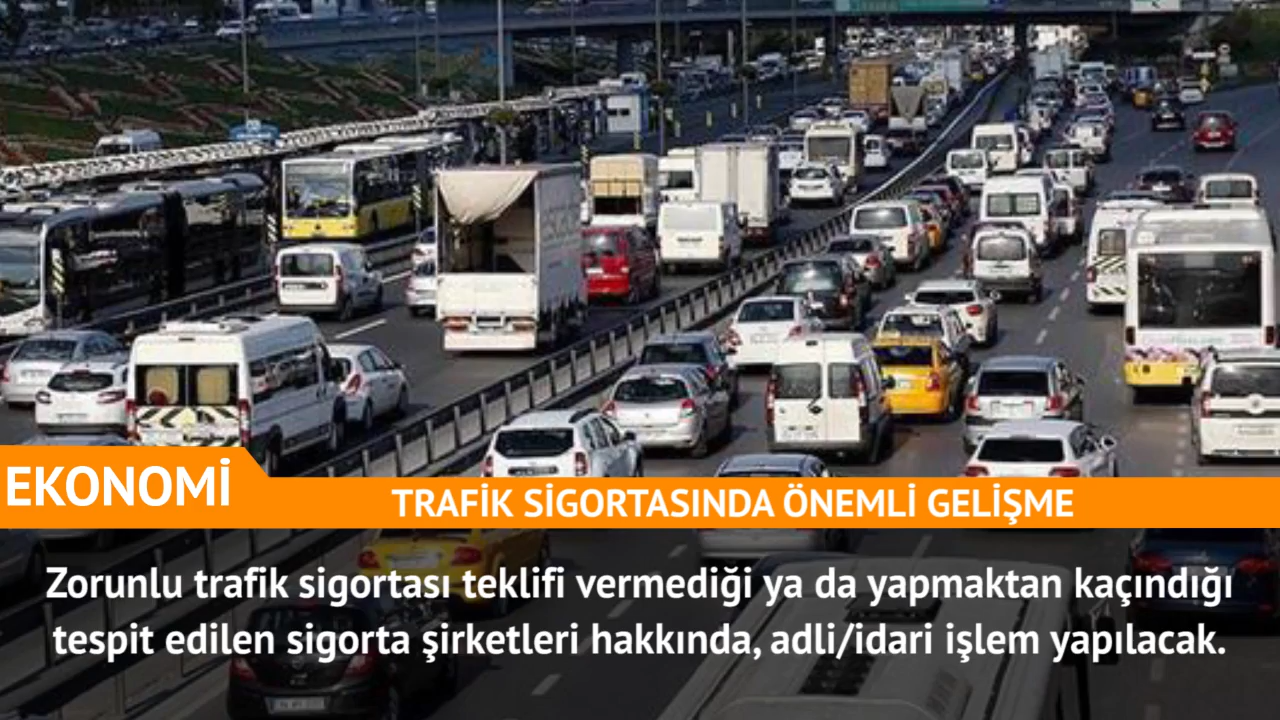 EKONOMİ
TRAFİK SİGORTASINDA ÖNEMLİ GELİŞME
Zorunlu trafik sigortası teklifi vermediği ya da yapmaktan kaçındığı
tespit edilen sigorta şirketleri hakkında, adli/idari işlem yapılacak.